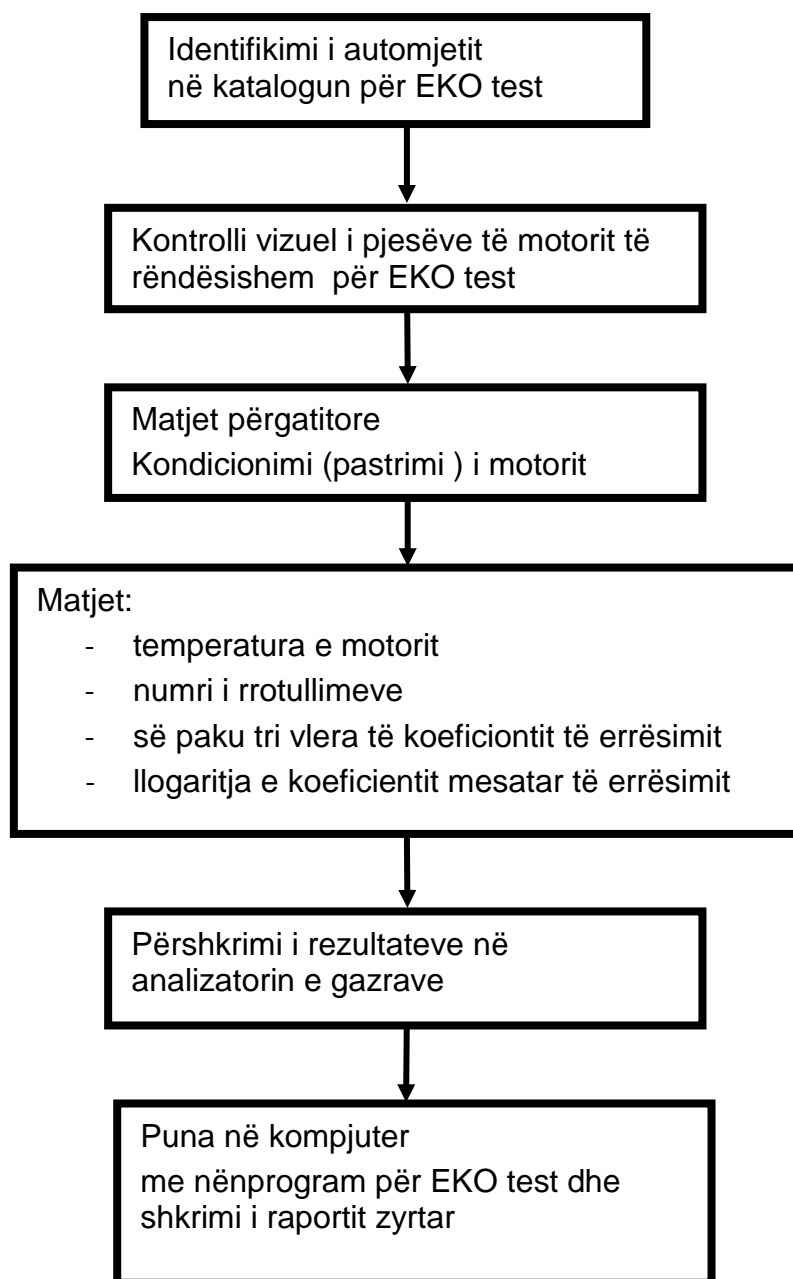 Identifikimi i automjetit
në katalogun për EKO test
Kontrolli vizuel i pjesëve të motorit të
rëndësishem për EKO test
Matjet përgatitore
Kondicionimi (pastrimi ) i motorit
Matjet:
- temperatura e motorit
- numri i rrotullimeve
- së paku tri vlera të koeficiontit të errësimit
- llogaritja e koeficientit mesatar të errësimit
Përshkrimi i rezultateve në
analizatorin e gazrave
Puna në kompjuter
me nënprogram për EKO test dhe
shkrimi i raportit zyrtar